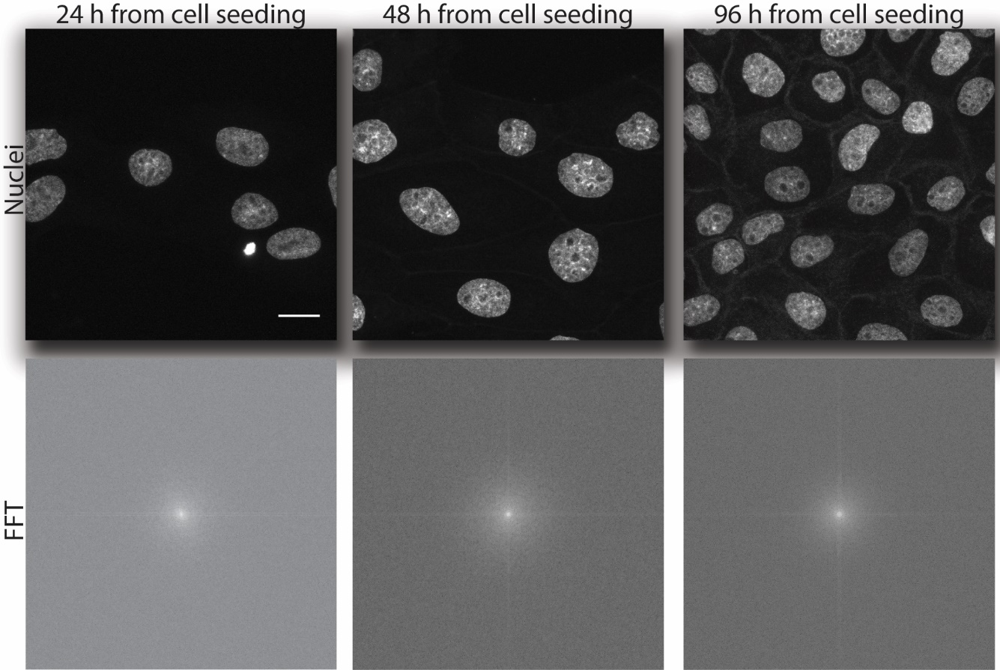 24 h from cell seeding
48 h from cell seeding
96 h from cell seeding
Nuclei
FFT